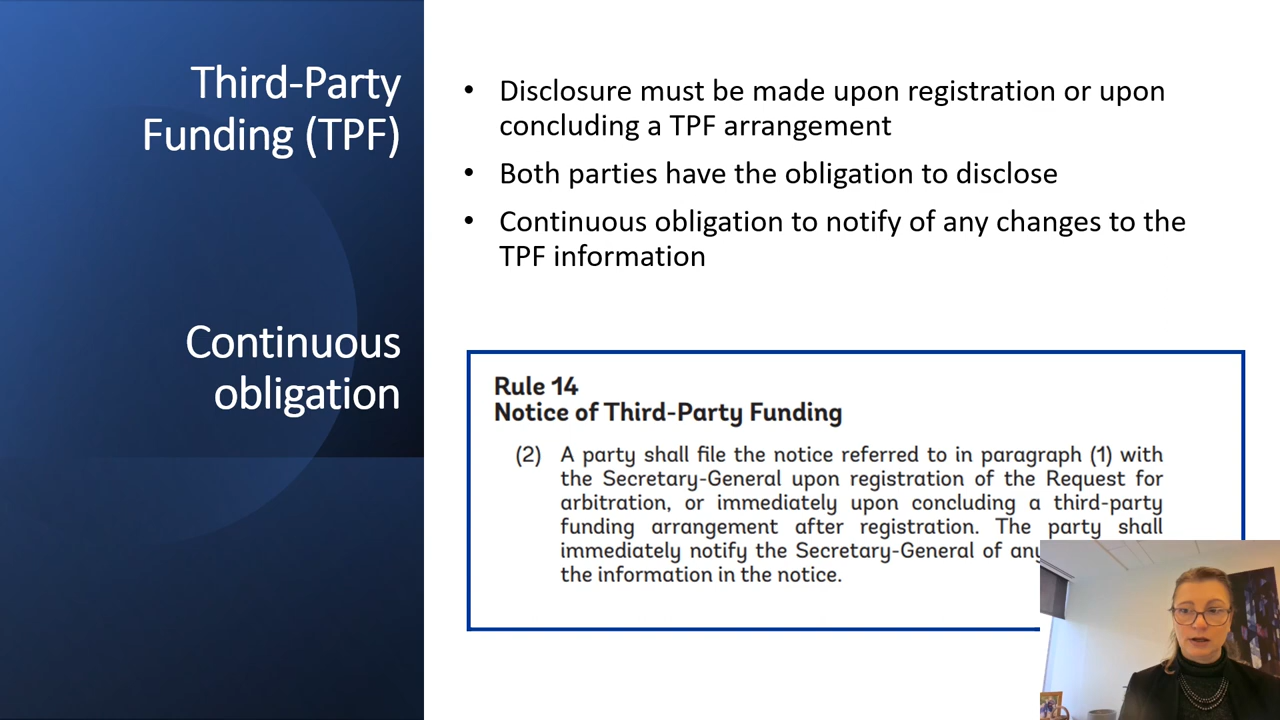 Third-Party
Funding (TPF)
Continuous
obligation
• Disclosure must be made upon registration or upon
concluding a TPF arrangement
• Both parties have the obligation to disclose
• Continuous obligation to notify of any changes to the
TPF information
Rule 14
Notice of Third-Party Funding
(2) A party shall file the notice referred to in paragraph (1) with
the Secretary-General upon registration of the Request for
arbitration, or immediately upon concluding a third-party
funding arrangement after registration. The party shall
immediately notify the Secretary-General of any
the information in the notice.